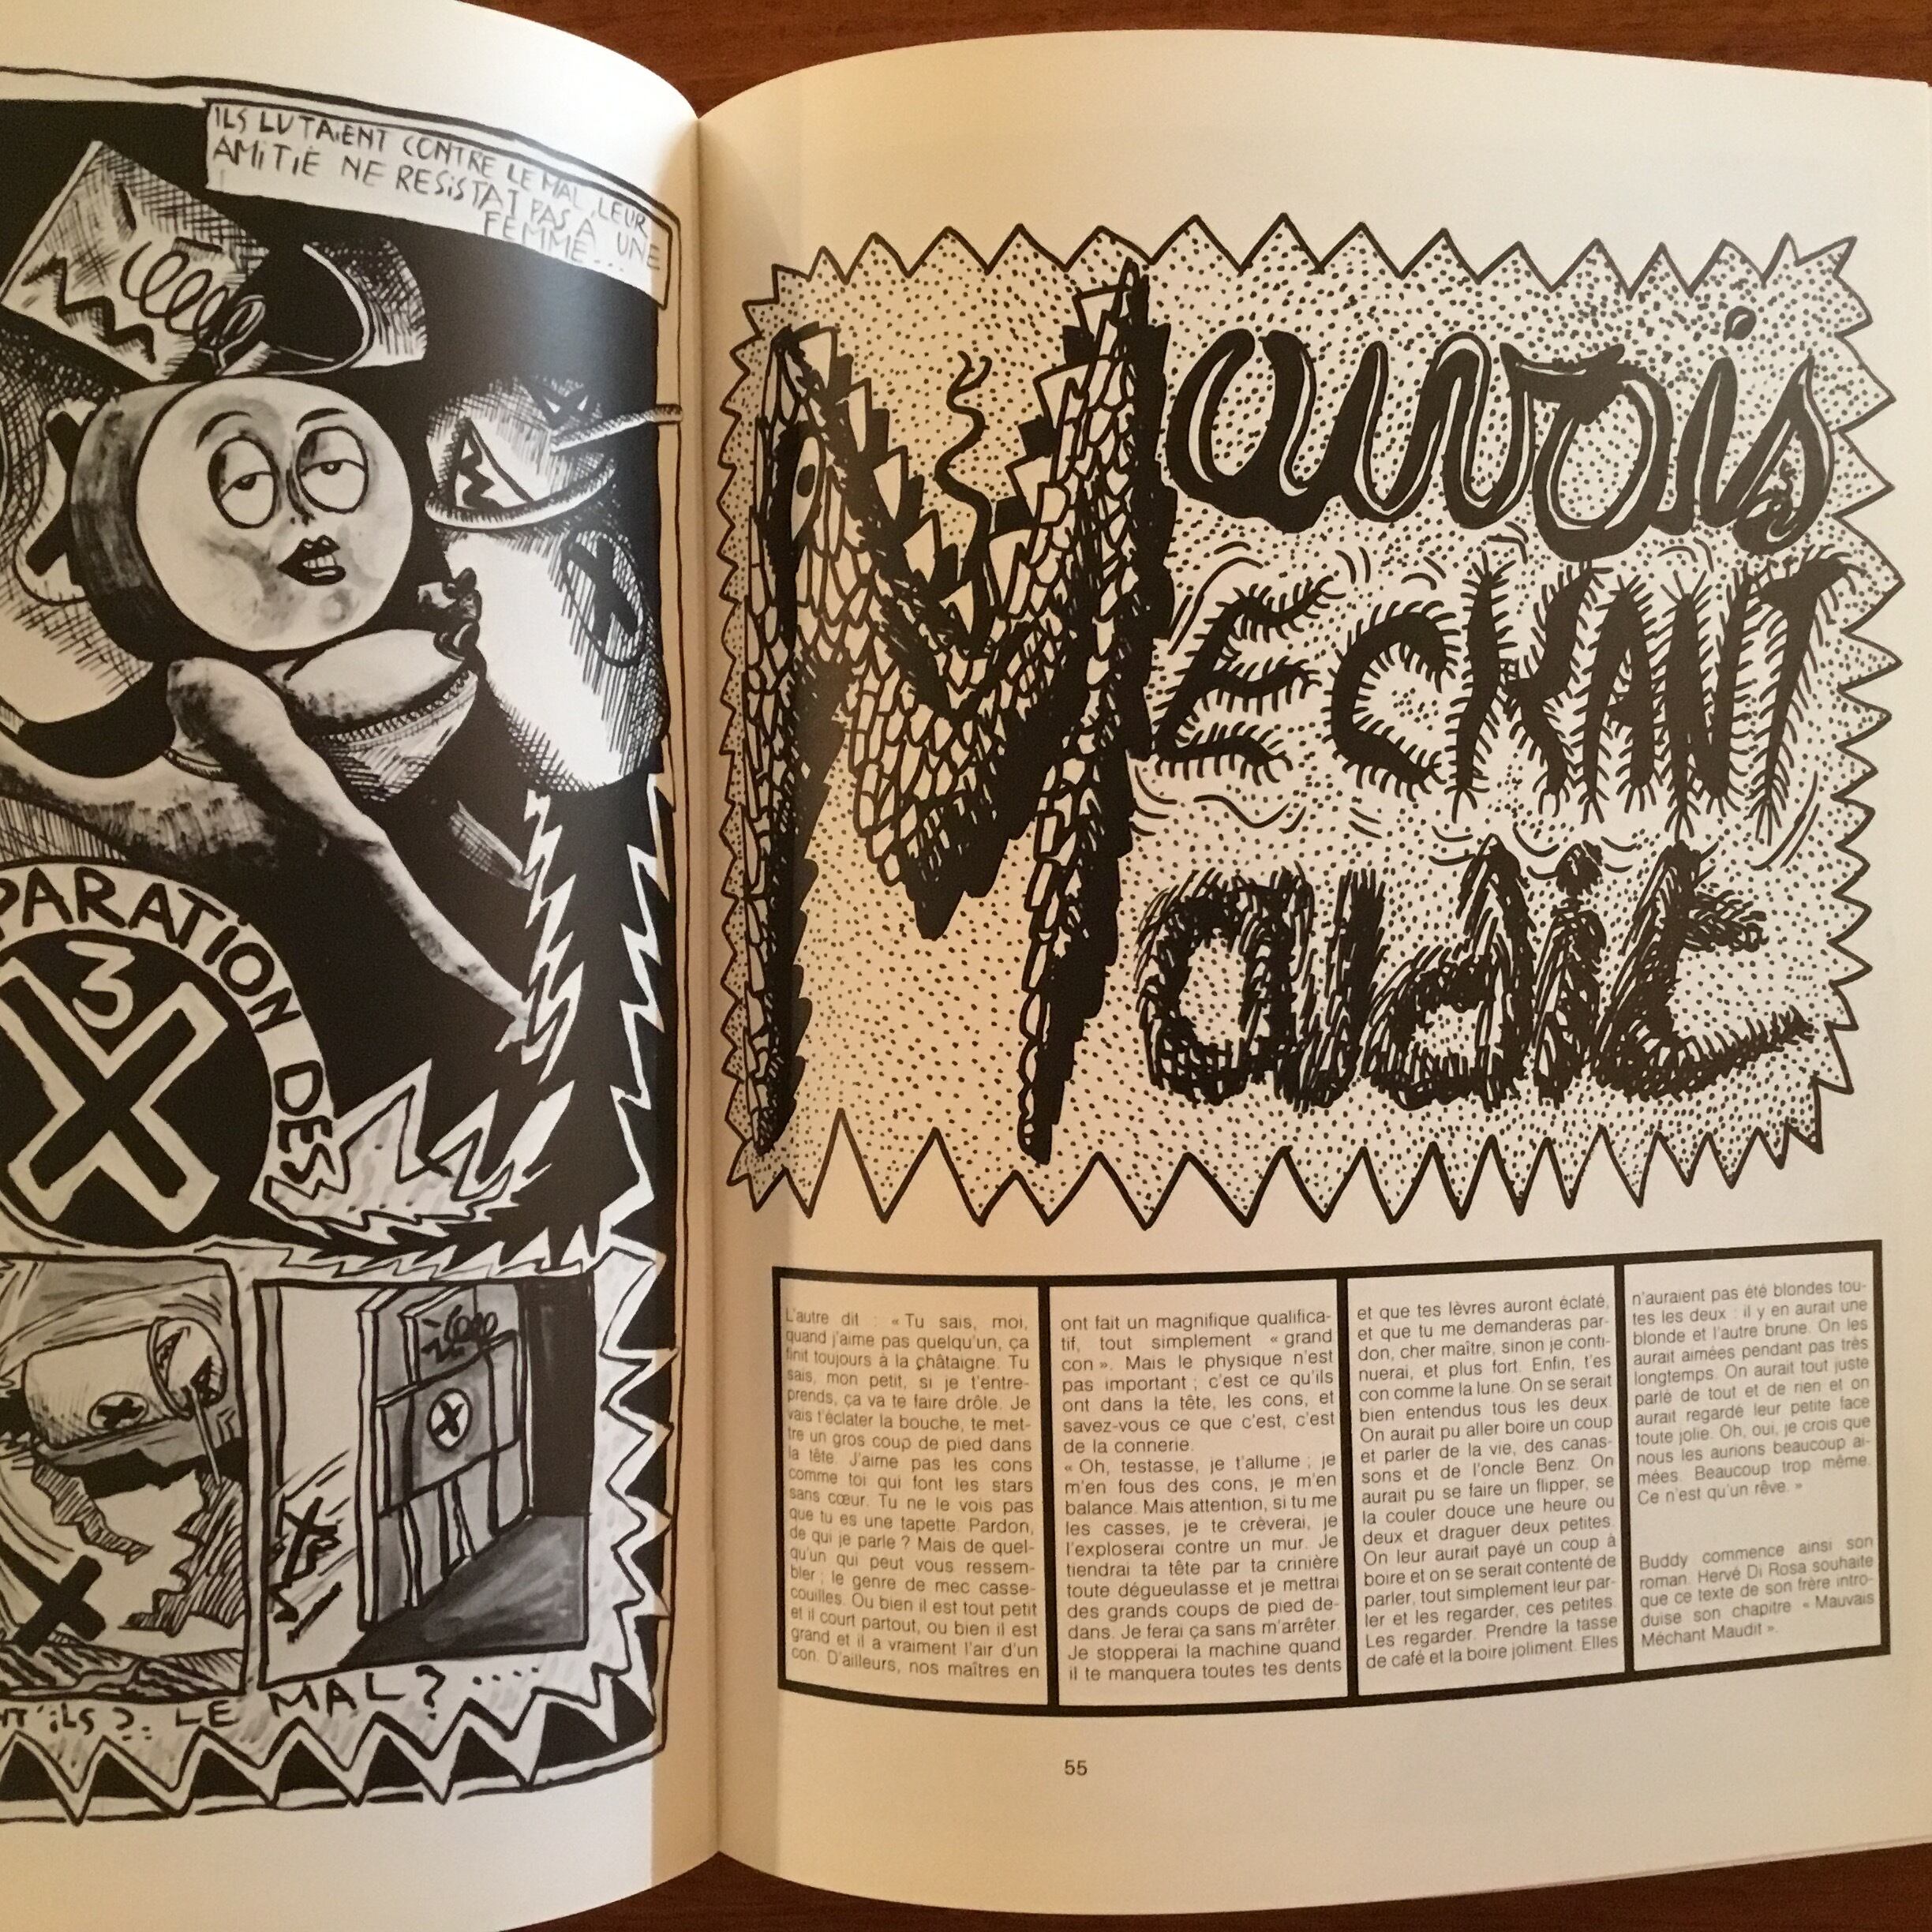 ILS LUTAIENT CONTRE LE MAL, LEUR
AMITIÉ NE RESISTAT PAS A UNE
FEMME...
PARATION DES
3
X
NT'ILS ?. LE MAL ?....
Mauvais
MECHANT
Maudit
L'autre dit : « Tu sais, moi,
quand j'aime pas quelqu'un, ça
finit toujours à la châtaigne. Tu
sais, mon petit, si je t'entre-
prends, ça va te faire drôle. Je
vais t'éclater la bouche, te met-
tre un gros coup de pied dans
la tête. J'aime pas les cons
comme toi qui font les stars
sans cœur. Tu ne le vois pas
que tu es une tapette. Pardon,
de qui je parle ? Mais de quel-
qu'un qui peut vous ressem-
bler ; le genre de mec casse-
couilles. Ou bien il est tout petit
et il court partout, ou bien il est
grand et il a vraiment l'air d'un
con. D'ailleurs, nos maîtres en
ont fait un magnifique qualifica-
tif, tout simplement « grand
con ». Mais le physique n'est
pas important ; c'est ce qu'ils
ont dans la tête, les cons, et
savez-vous ce que c'est, c'est
de la connerie.
« Oh, testasse, je t'allume ; je
m'en fous des cons, je m'en
balance. Mais attention, si tu me
les casses, je te crèverai, je
l'exploserai contre un mur. Je
tiendrai ta tête par ta crinière
toute dégueulasse et je mettrai
des grands coups de pied de-
dans. Je ferai ça sans m'arrêter.
Je stopperai la machine quand
il te manquera toutes tes dents
et que tes lèvres auront éclaté,
et que tu me demanderas par-
don, cher maître, sinon je conti-
nuerai, et plus fort. Enfin, t'es
con comme la lune. On se serait
bien entendus tous les deux.
On aurait pu aller boire un coup
et parler de la vie, des canas-
sons et de l'oncle Benz. On
aurait pu se faire un flipper, se
la couler douce une heure ou
deux et draguer deux petites.
On leur aurait payé un coup à
boire et on se serait contenté de
parler, tout simplement leur par-
ler et les regarder, ces petites.
Les regarder. Prendre la tasse
de café et la boire joliment. Elles
n'auraient pas été blondes tou-
tes les deux : il y en aurait une
blonde et l'autre brune. On les
aurait aimées pendant pas très
longtemps. On aurait tout juste
parlé de tout et de rien et on
aurait regardé leur petite face
toute jolie. Oh, oui, je crois que
nous les aurions beaucoup ai-
mées. Beaucoup trop même.
Ce n'est qu'un rêve. »
Buddy commence ainsi son
roman. Hervé Di Rosa souhaite
que ce texte de son frère intro-
duise son chapitre « Mauvais
Méchant Maudit ».
55